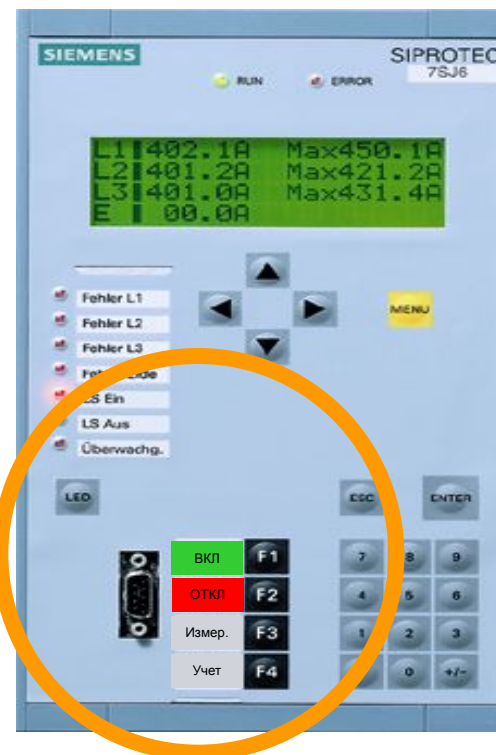 SIEMENS
SIPROTEC
7SJ6
RUN
ERROR
L1 402.1A Max450.1A
L2 401.2A Max421.2A
L3 401.0A Max431.4A
E 00.0A
MENU
Fehler L1
Fehler L2
Fehler L3
LS Ein
LS Aus
Überwachg.
LED
ESC
ENTER
ВКЛ F1
ОТКЛ F2
Измер. F3
Учет F4
7 8 9
4 5 6
1 2 3
0 +/-